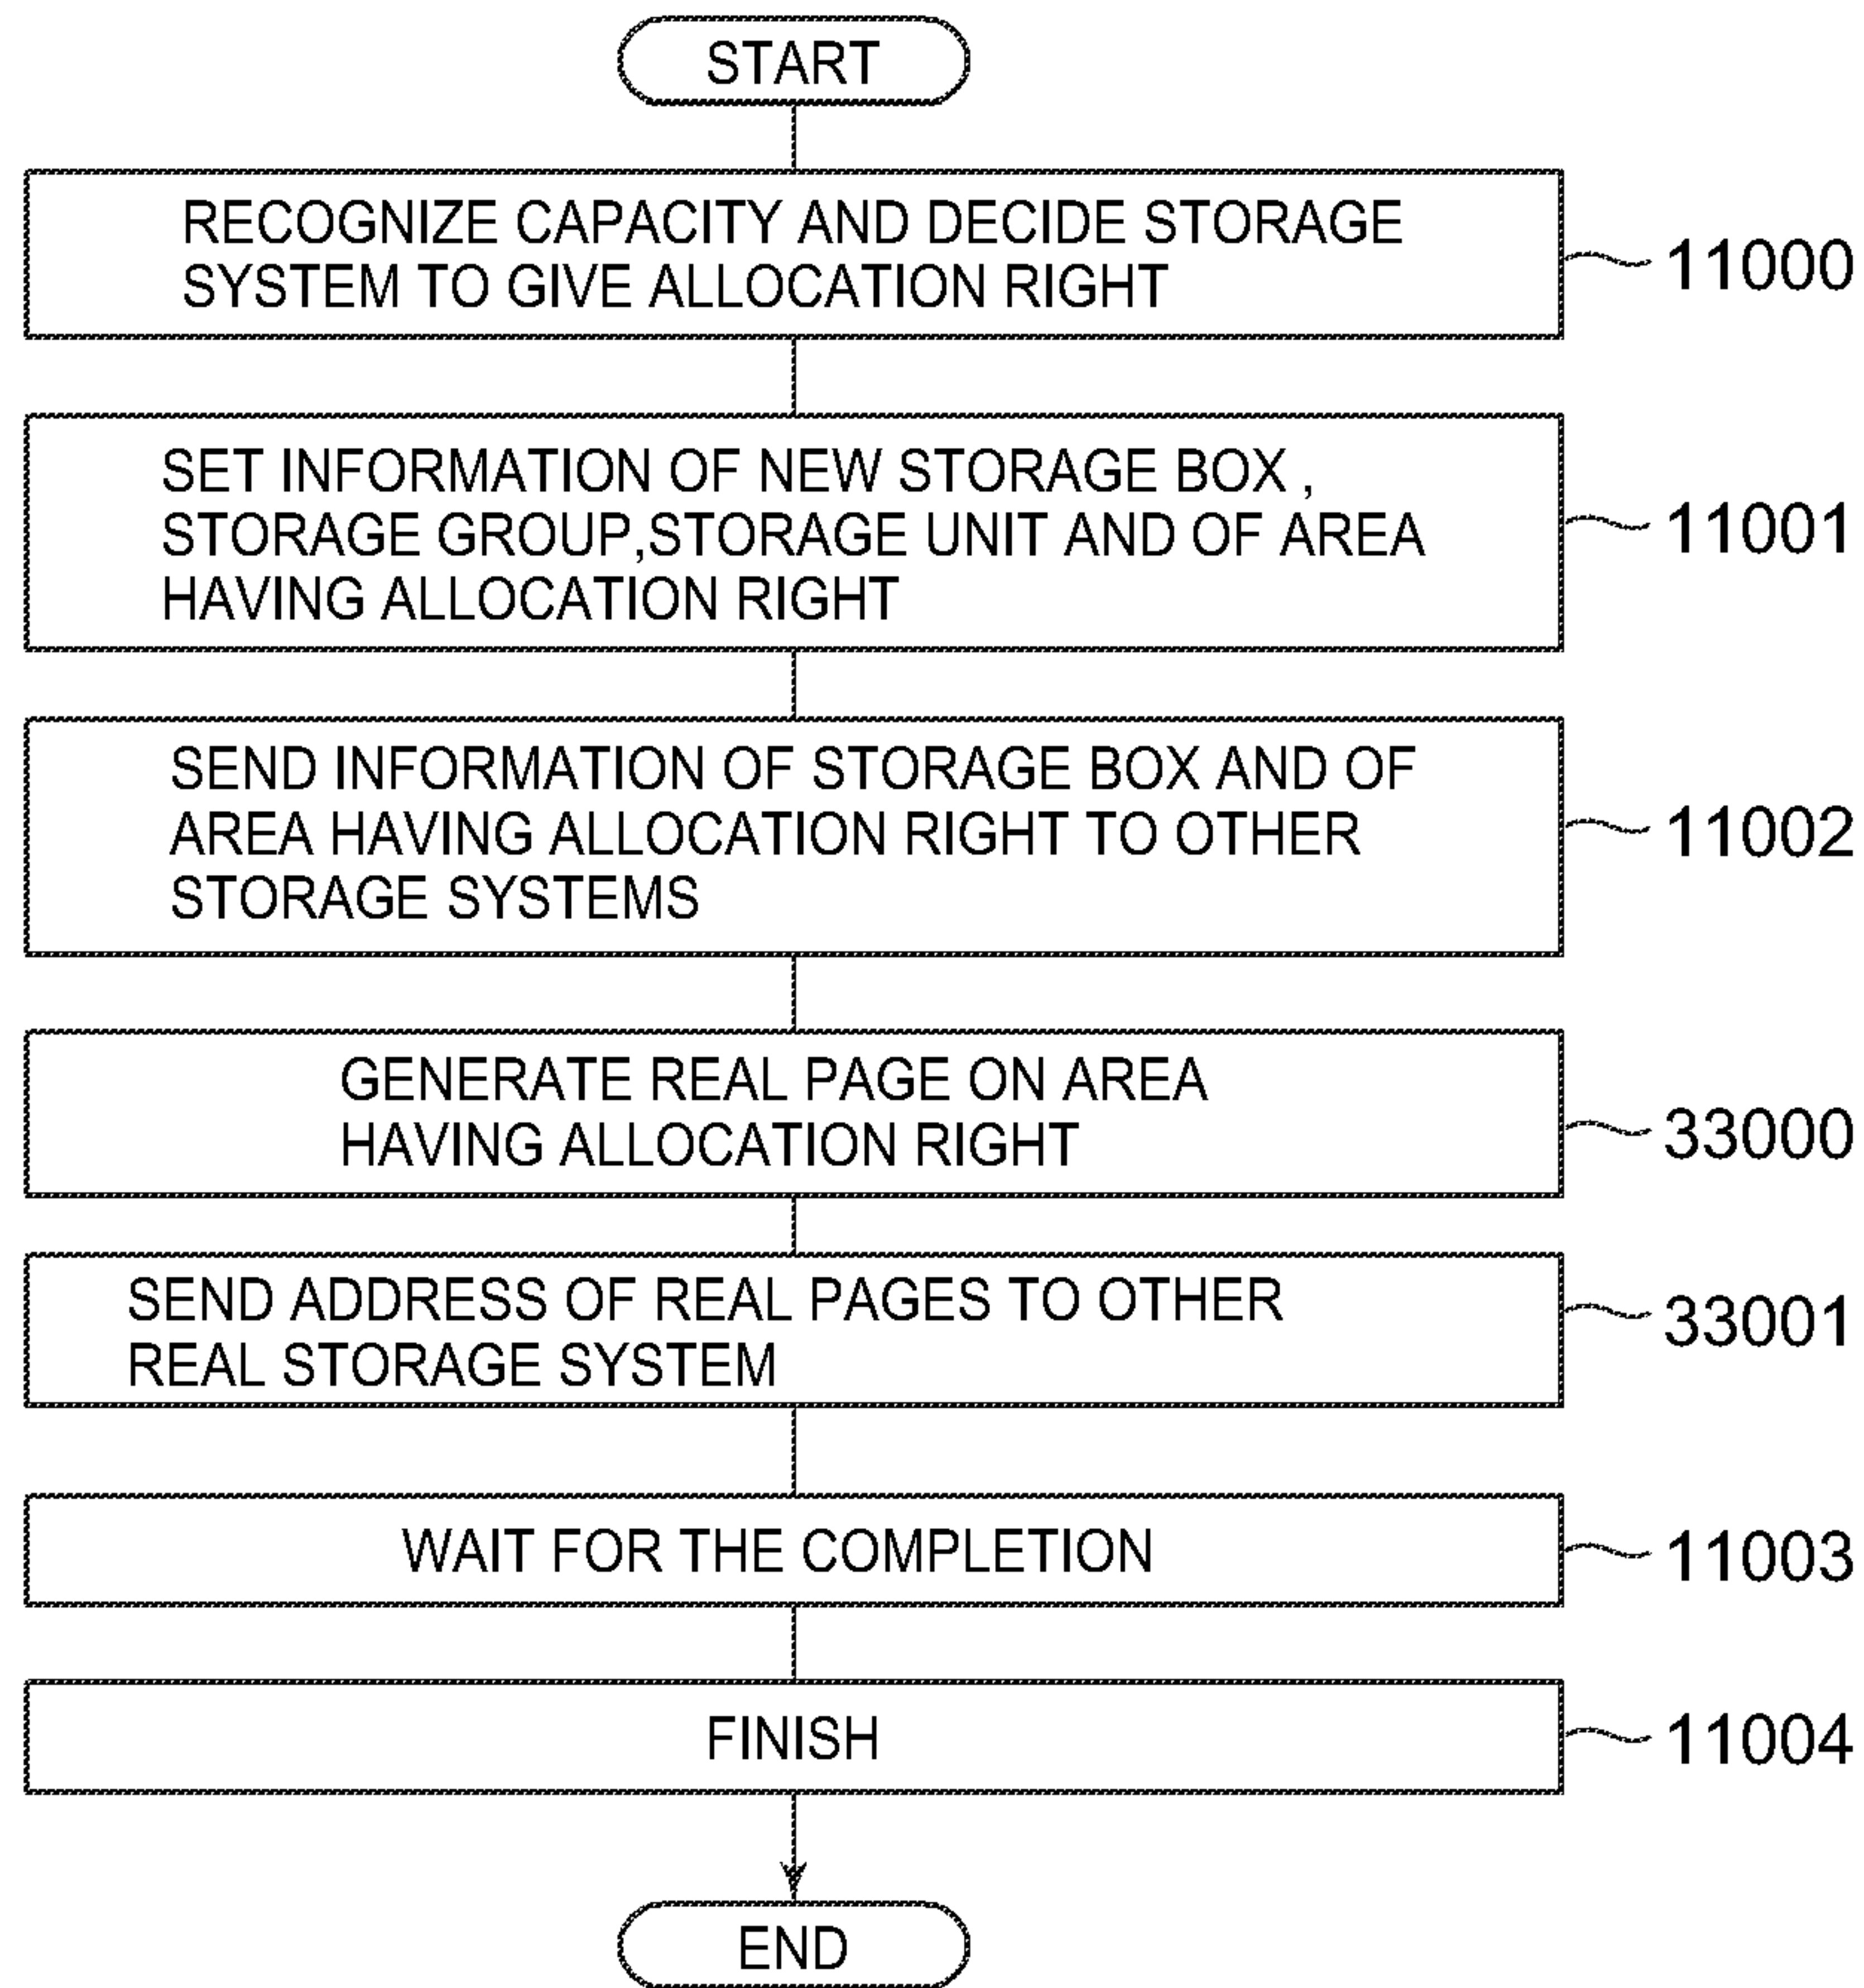 START
RECOGNIZE CAPACITY AND DECIDE STORAGE
SYSTEM TO GIVE ALLOCATION RIGHT
11000
SET INFORMATION OF NEW STORAGE BOX ,
STORAGE GROUP,STORAGE UNIT AND OF AREA
HAVING ALLOCATION RIGHT
11001
SEND INFORMATION OF STORAGE BOX AND OF
AREA HAVING ALLOCATION RIGHT TO OTHER
STORAGE SYSTEMS
11002
GENERATE REAL PAGE ON AREA
HAVING ALLOCATION RIGHT
33000
SEND ADDRESS OF REAL PAGES TO OTHER
REAL STORAGE SYSTEM
33001
WAIT FOR THE COMPLETION
11003
FINISH
11004
END